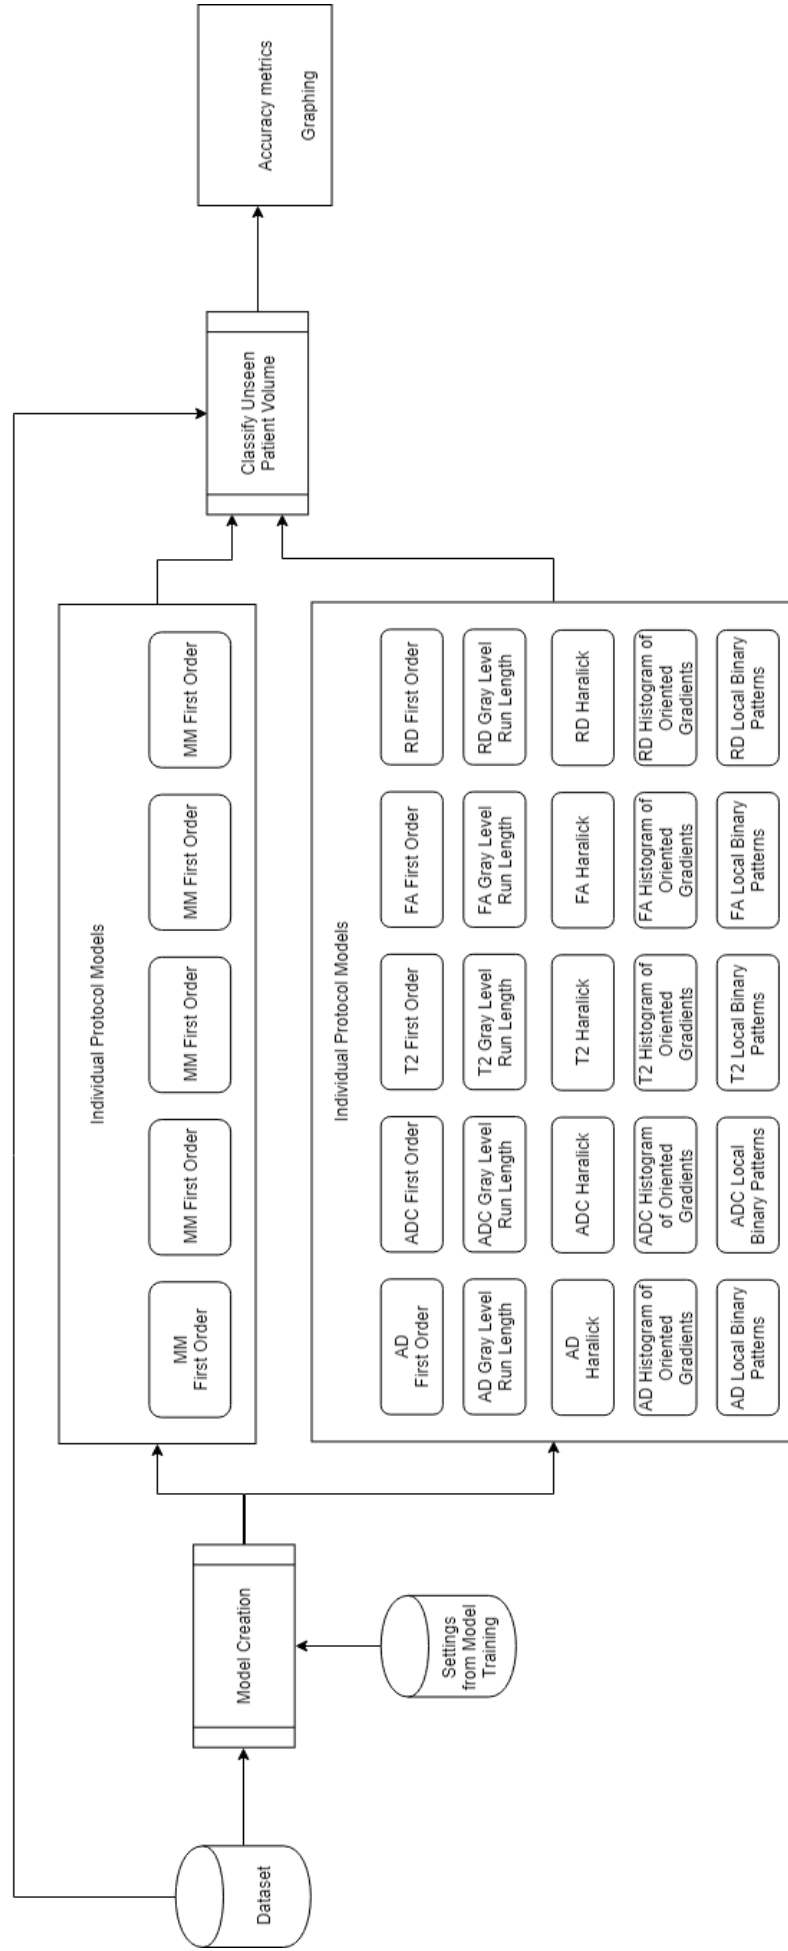 Dataset
Model Creation
Settings
from Model
Training
Individual Protocol Models
MM
First Order
MM First Order
MM First Order
MM First Order
MM First Order
Individual Protocol Models
AD
First Order
ADC First Order
T2 First Order
FA First Order
RD First Order
AD Gray Level
Run Length
ADC Gray Level
Run Length
T2 Gray Level
Run Length
FA Gray Level
Run Length
RD Gray Level
Run Length
AD
Haralick
ADC Haralick
T2 Haralick
FA Haralick
RD Haralick
AD Histogram of
Oriented
Gradients
ADC Histogram
of Oriented
Gradients
T2 Histogram of
Oriented
Gradients
FA Histogram of
Oriented
Gradients
RD Histogram of
Oriented
Gradients
AD Local Binary
Patterns
ADC Local
Binary Patterns
T2 Local Binary
Patterns
FA Local Binary
Patterns
RD Local Binary
Patterns
Classify Unseen
Patient Volume
Accuracy metrics
Graphing